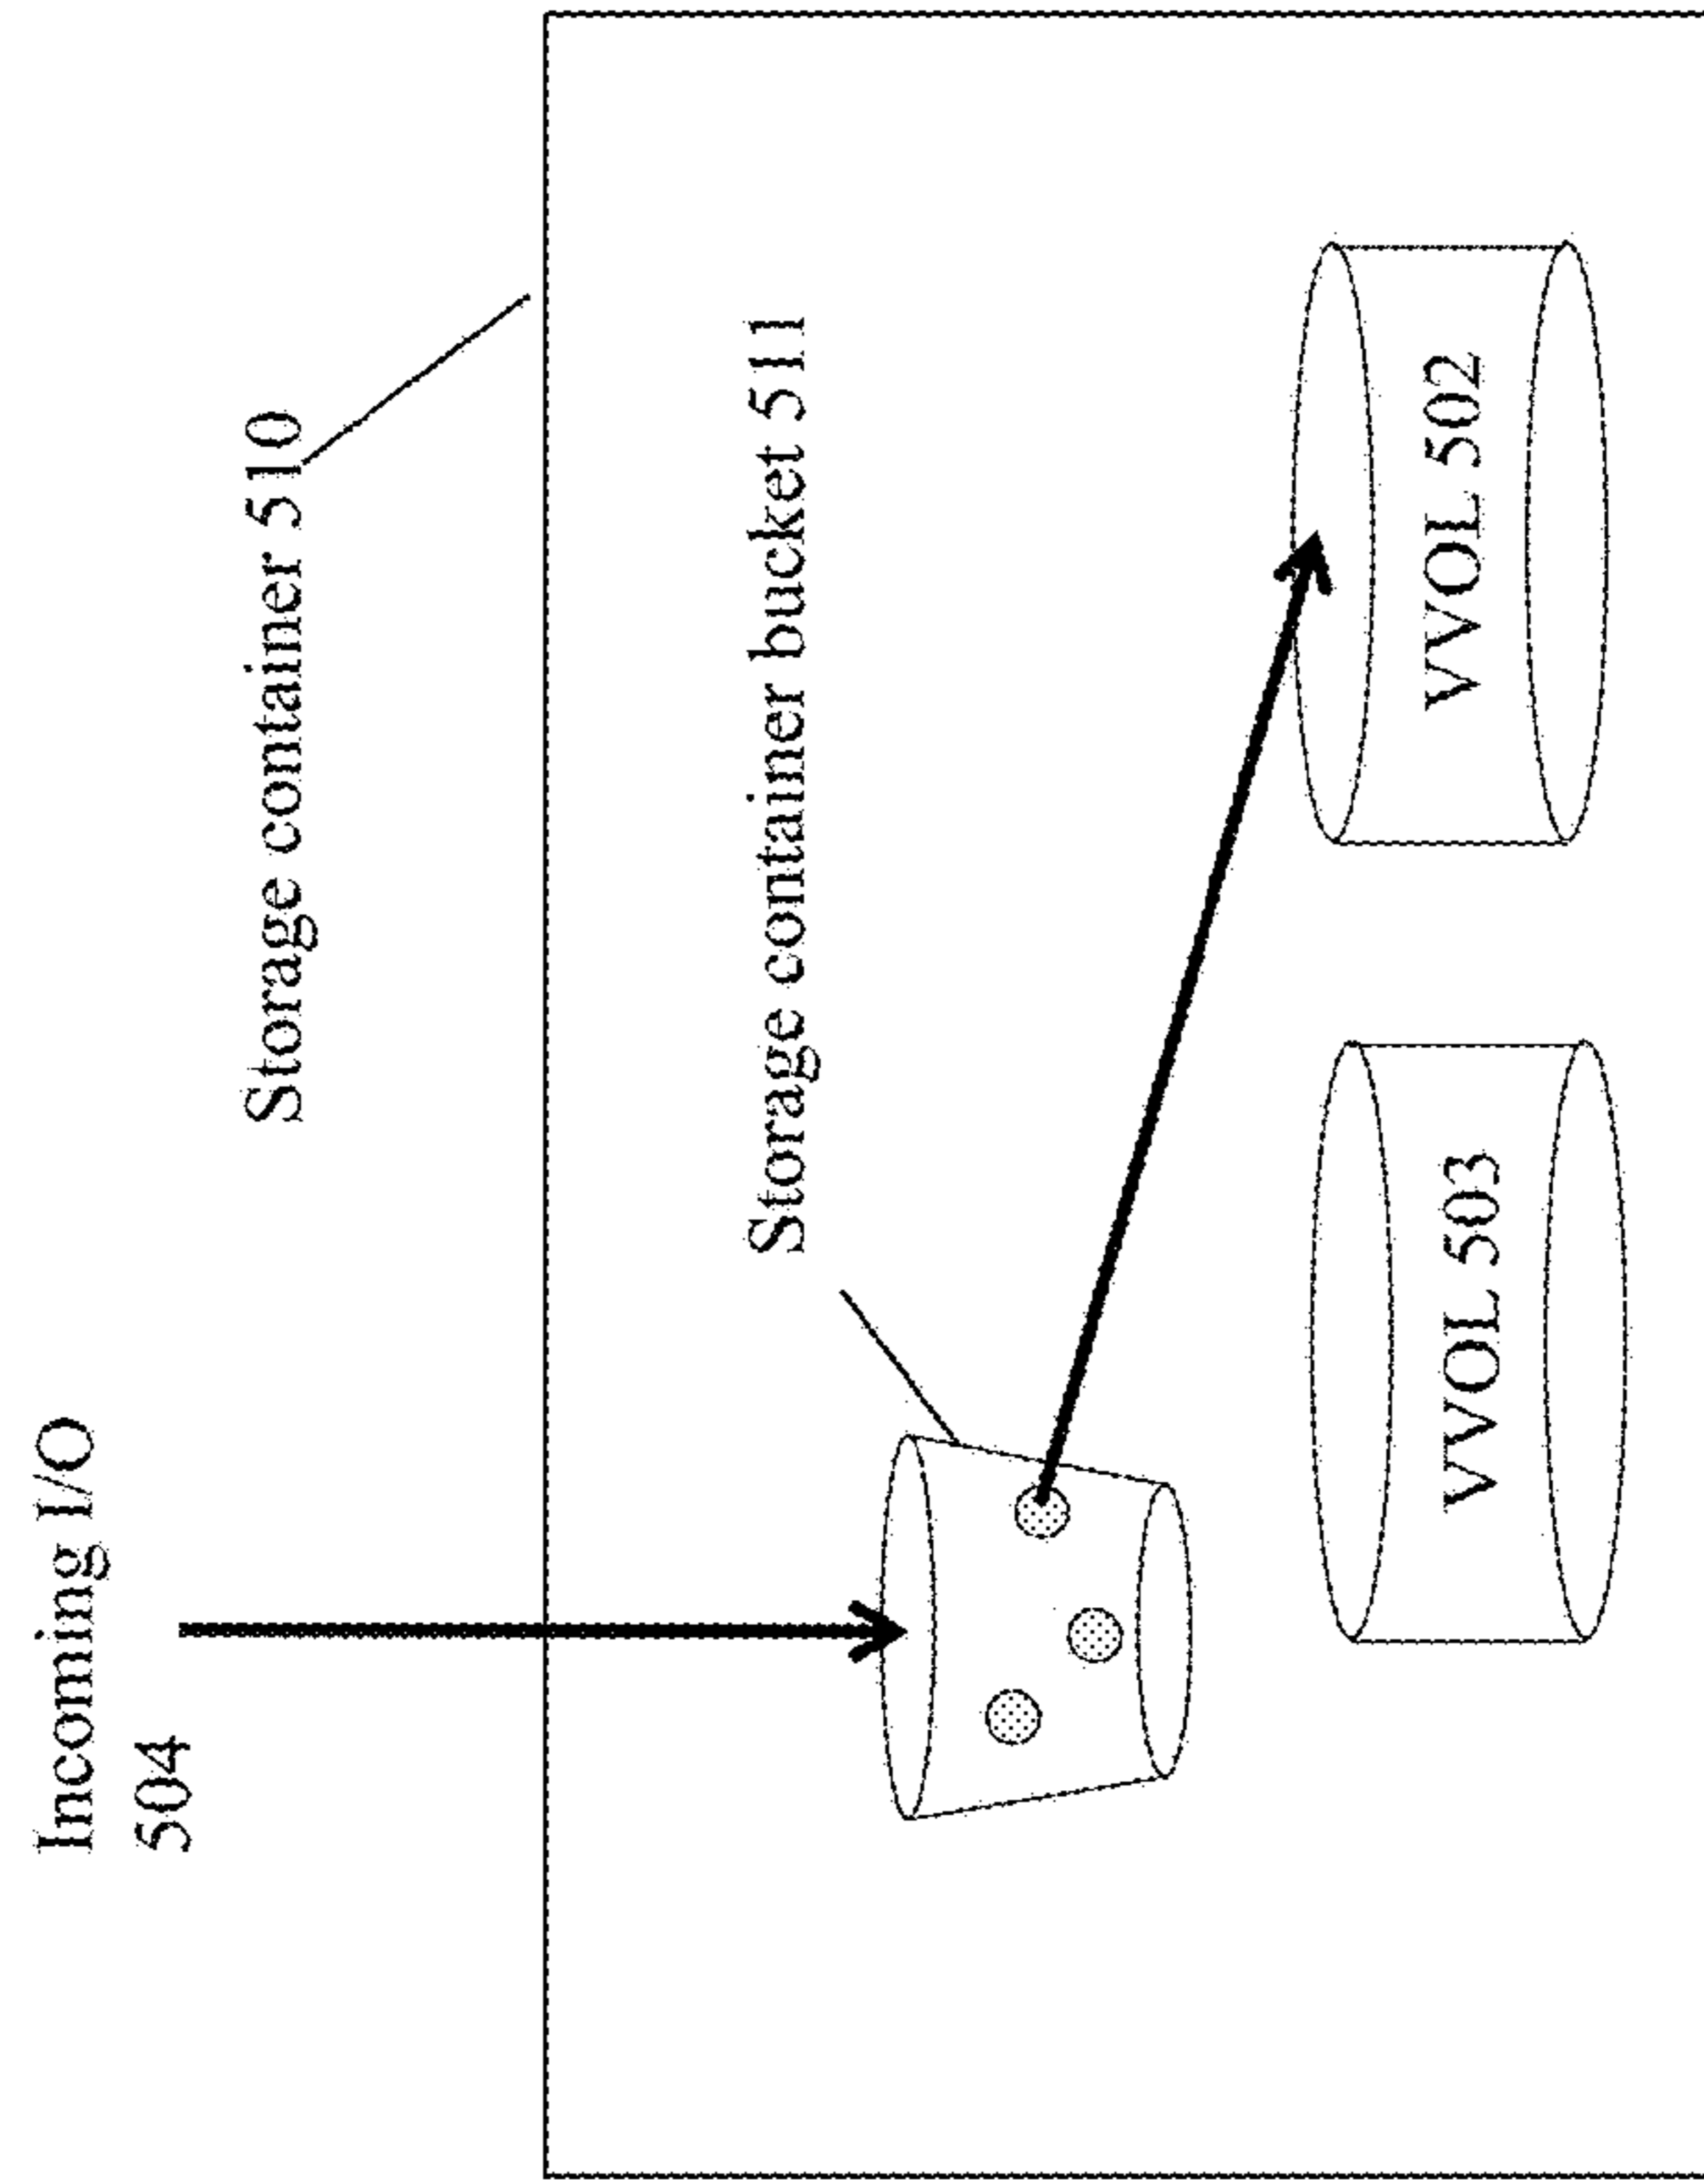 Incoming I/O
504
Storage container 510
Storage container bucket 511
VVOL 503
VVOL 502